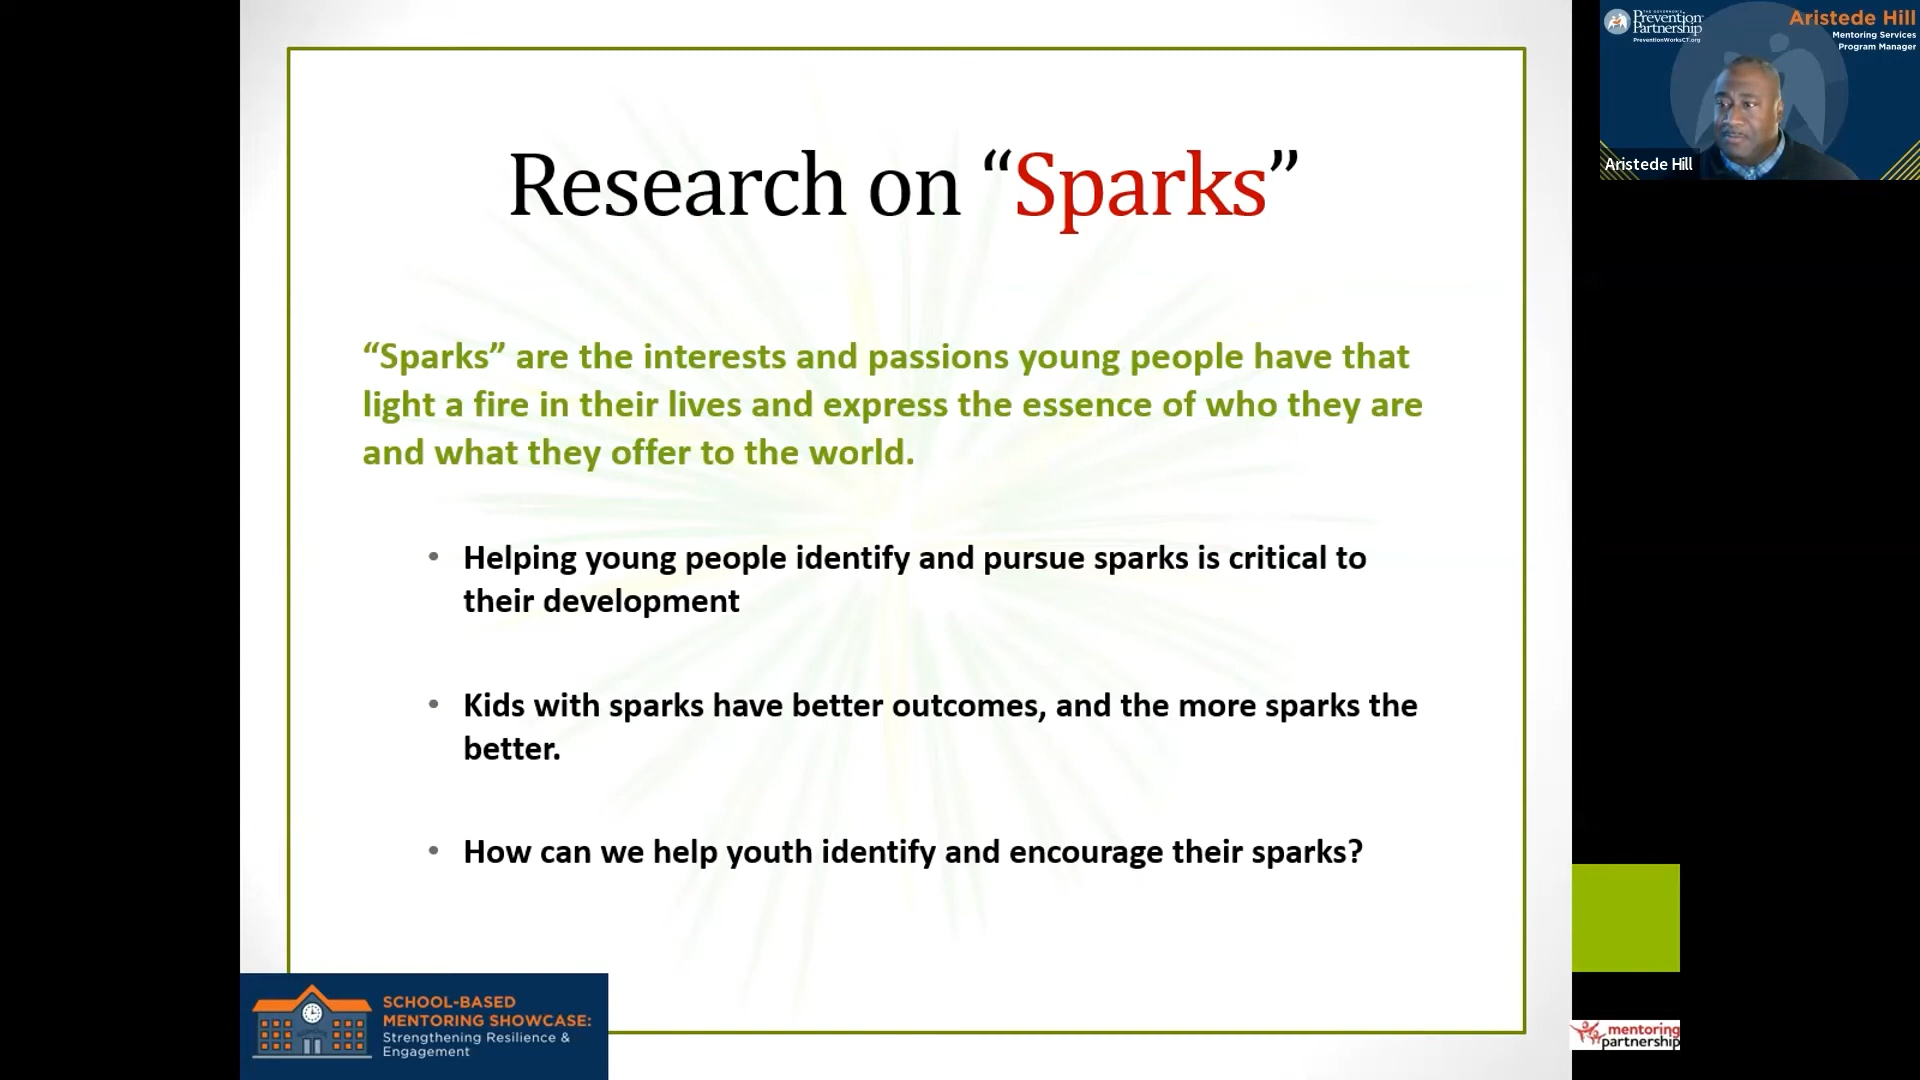 Research on “Sparks”
“Sparks” are the interests and passions young people have that
light a fire in their lives and express the essence of who they are
and what they offer to the world.
• Helping young people identify and pursue sparks is critical to
their development
• Kids with sparks have better outcomes, and the more sparks the
better.
• How can we help youth identify and encourage their sparks?
SCHOOL-BASED
MENTORING SHOWCASE:
Strengthening Resilience &
Engagement
THE GOVERNOR'S
Prevention
Partnership
PreventionWorksCT.org
Aristede Hill
Mentoring Services
Program Manager
Aristede Hill
mentoring
partnership